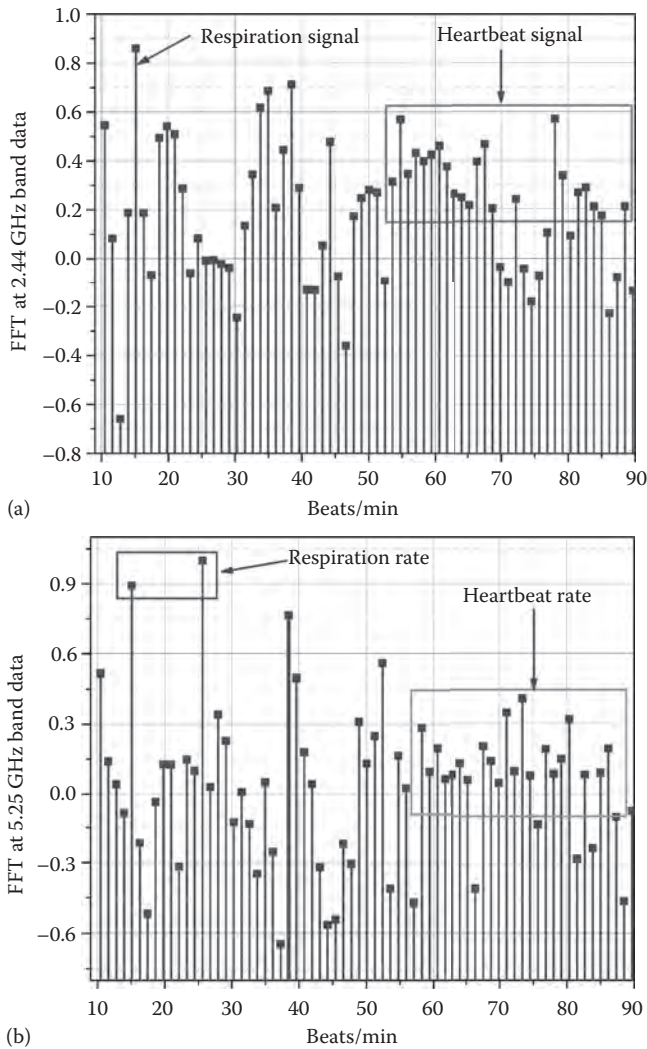 1.0
Respiration signal
Heartbeat signal
0.8
0.6
0.4
0.2
0.0
−0.2
−0.4
−0.6
−0.8
FFT at 2.44 GHz band data
10 20 30 40 50 60 70 80 90
(a)
Beats/min
Respiration rate
Heartbeat rate
0.9
0.6
0.3
0.0
−0.3
−0.6
FFT at 5.25 GHz band data
10 20 30 40 50 60 70 80 90
(b)
Beats/min